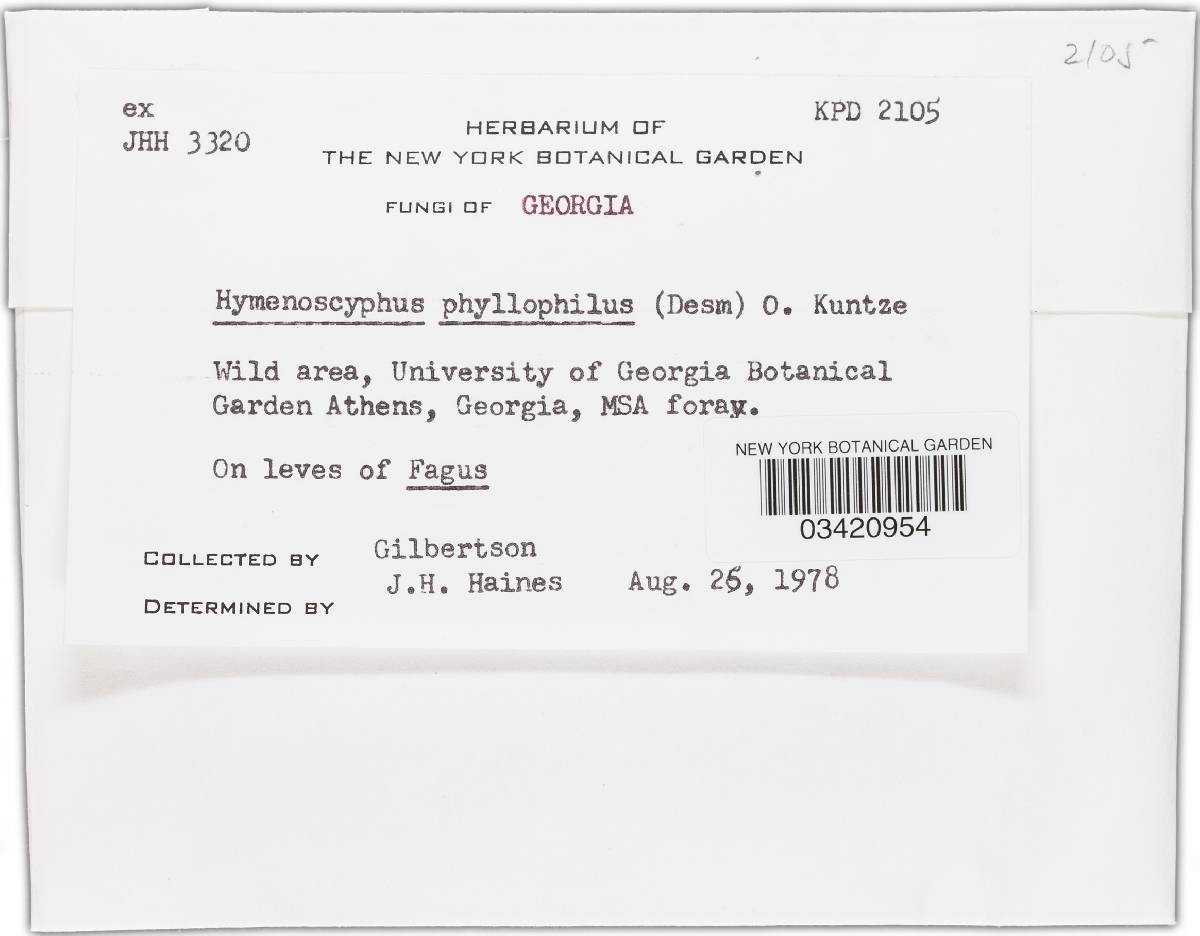 2105
ex
JHH 3320
KPD 2105
HERBARIUM OF
THE NEW YORK BOTANICAL GARDEN
FUNGI OF GEORGIA
Hymenoscyphus phyllophilus (Desm) O. Kuntze
Wild area, University of Georgia Botanical
Garden Athens, Georgia, MSA foray.
On leves of Fagus
NEW YORK BOTANICAL GARDEN
03420954
COLLECTED BY Gilbertson
J.H. Haines Aug. 26, 1978
DETERMINED BY